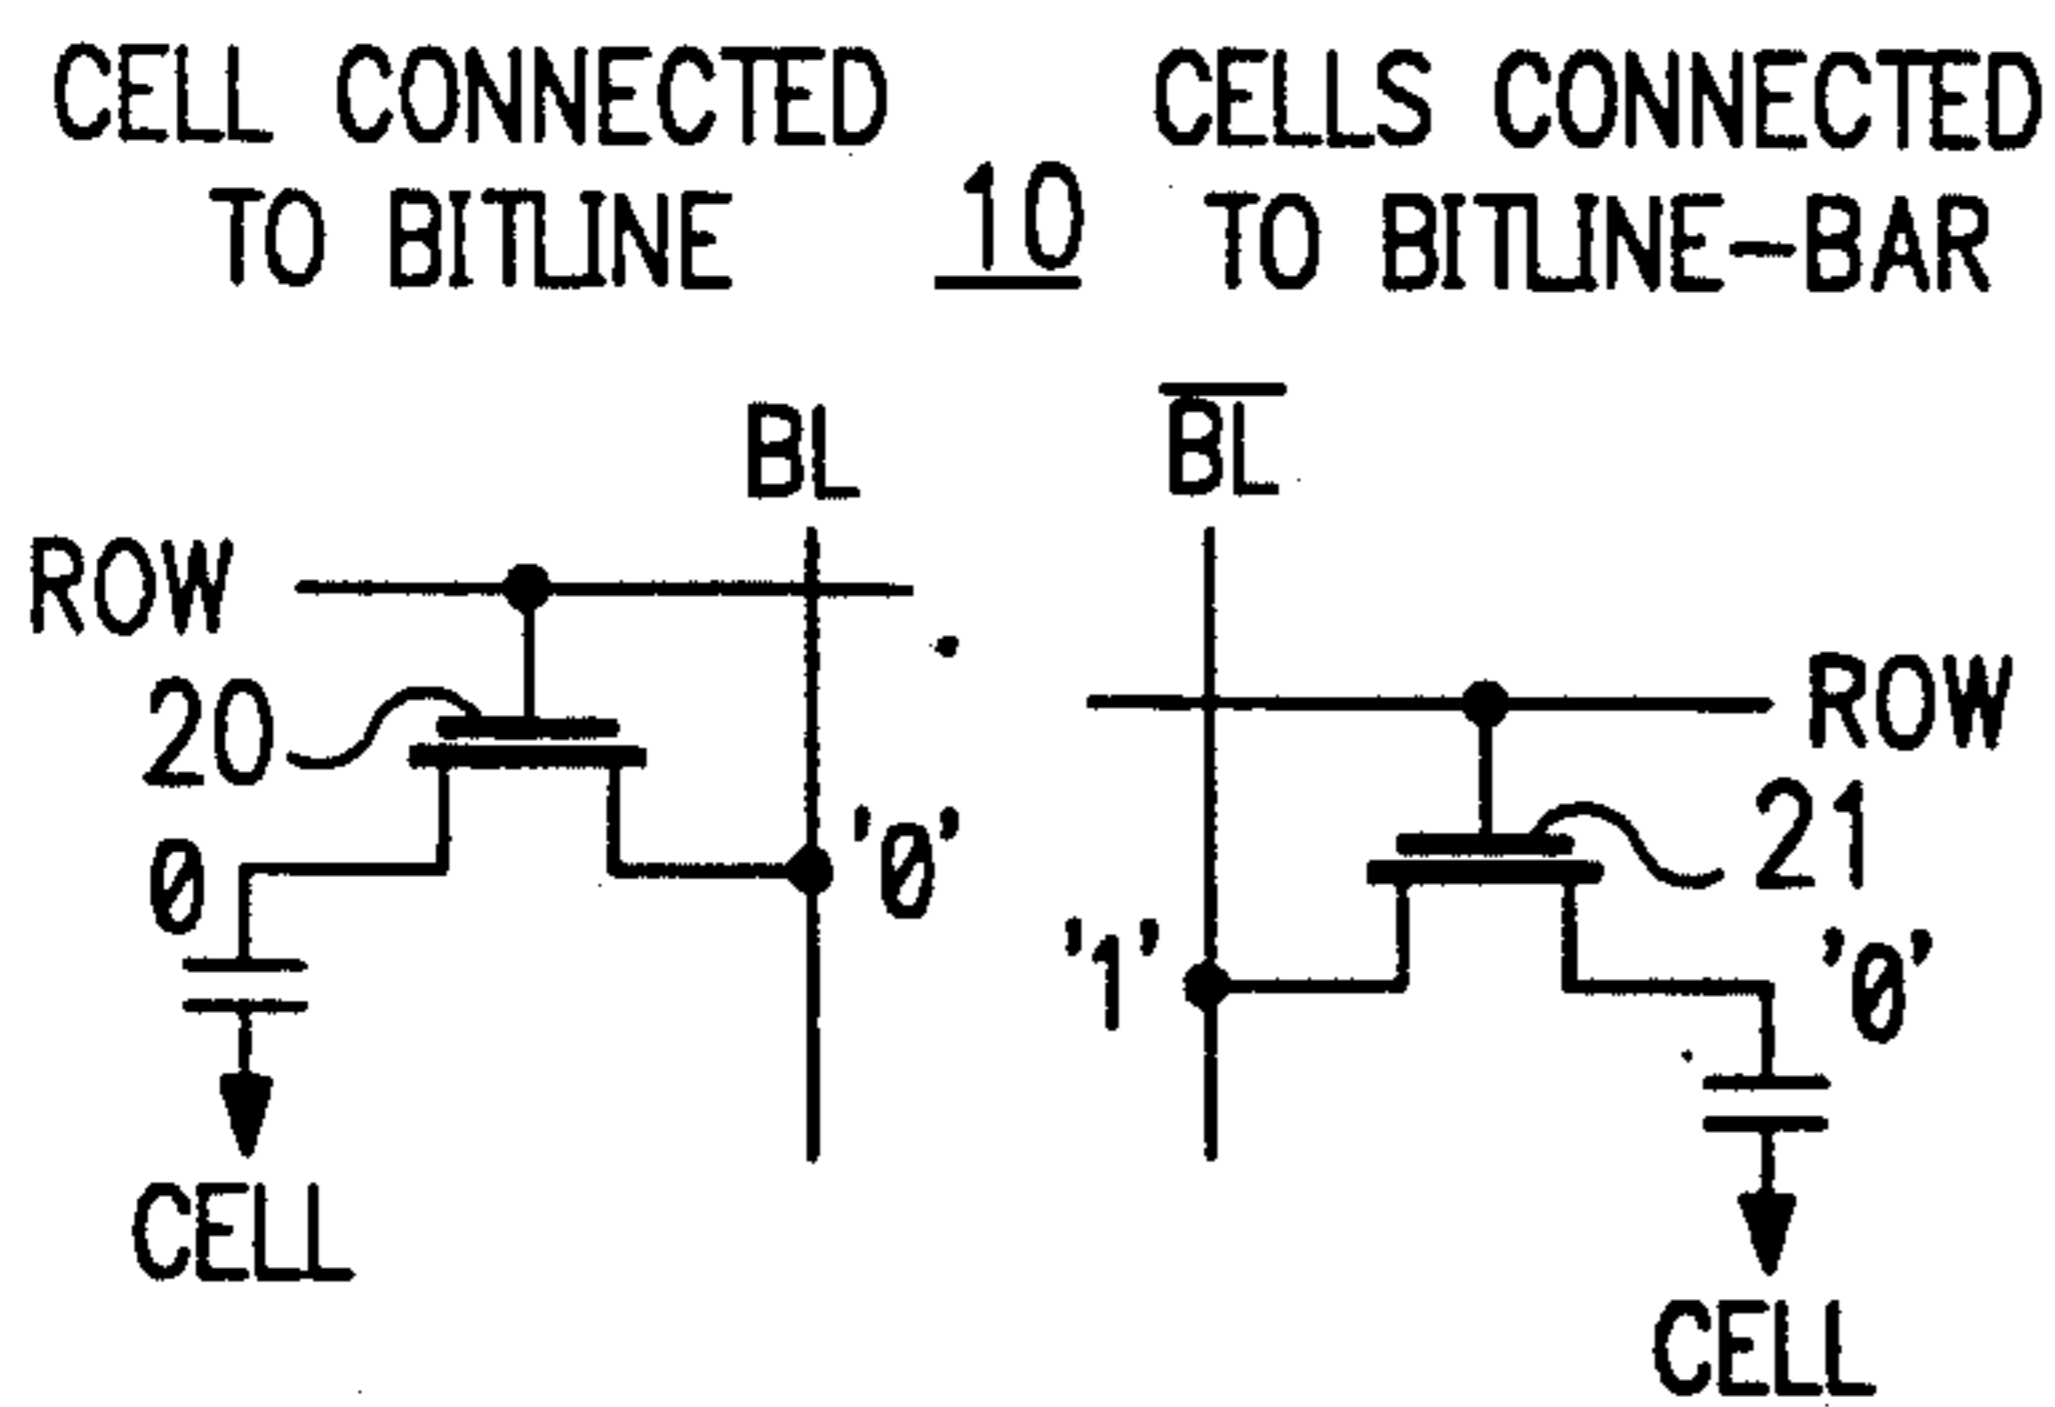 CELL CONNECTED
TO BITLINE
10
CELLS CONNECTED
TO BITLINE-BAR
BL
B̅L̅
ROW
20
0
'0'
CELL
ROW
21
'1'
'0'
CELL